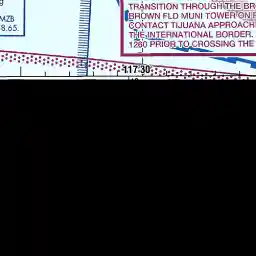 g
MZB
8.65.
TRANSITION THROUGH THE BR
BROWN FLD MUNI TOWER ON
CONTACT TIJUANA APPROACH
THE INTERNATIONAL BORDER.
PRIOR TO CROSSING THE
117°30'